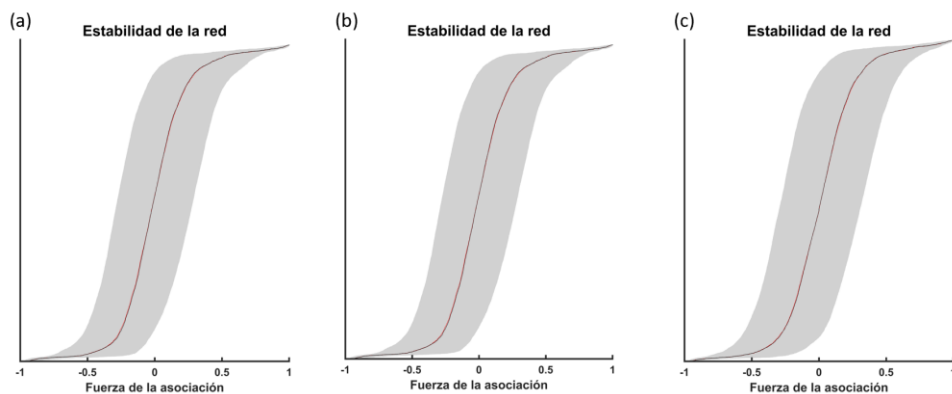 (a)
Estabilidad de la red
-1 -0.5 0 0.5 1
Fuerza de la asociación
(b)
Estabilidad de la red
-1 -0.5 0 0.5 1
Fuerza de la asociación
(c)
Estabilidad de la red
-1 -0.5 0 0.5 1
Fuerza de la asociación